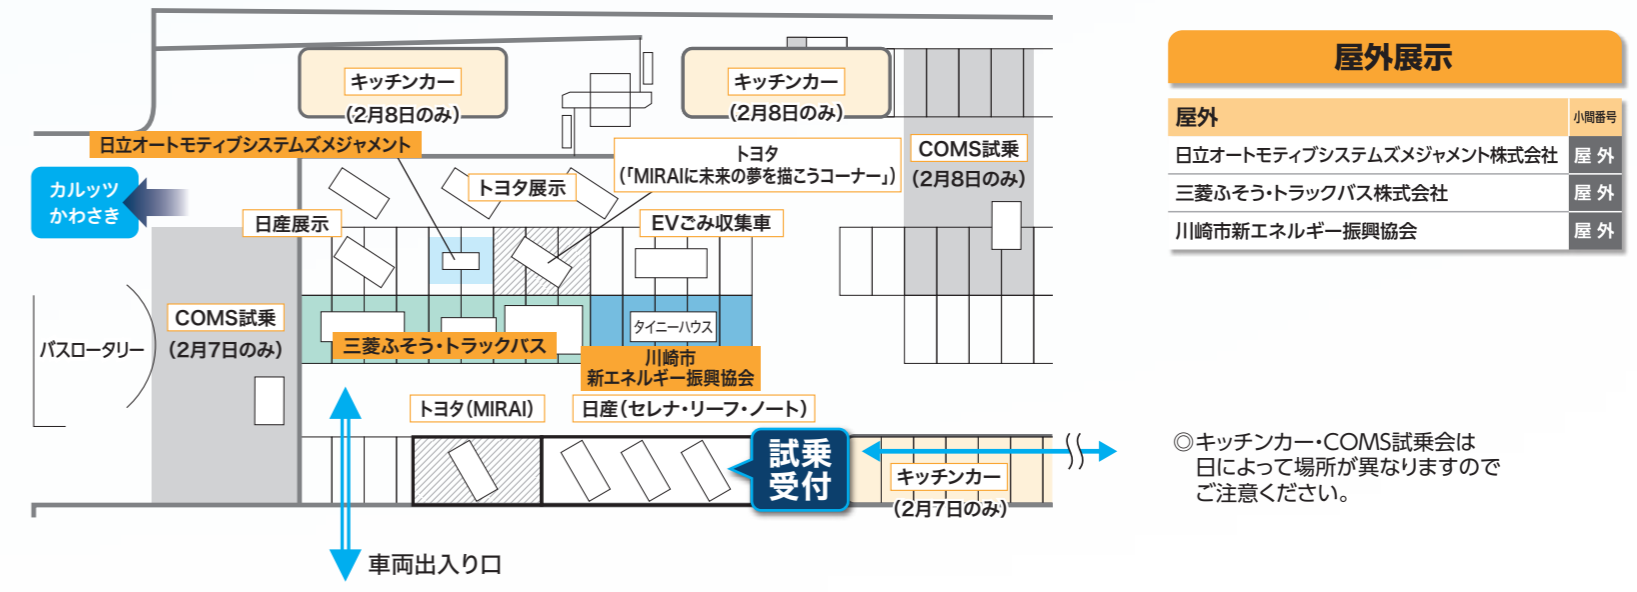 キッチンカー
(2月8日のみ)
キッチンカー
(2月8日のみ)
日立オートモティブシステムズメジャメント
トヨタ
(「MIRAIに未来の夢を描こうコーナー」)
COMS試乗
(2月8日のみ)
カルッツ
かわさき
トヨタ展示
日産展示
EVごみ収集車
COMS試乗
(2月7日のみ)
バスロータリー
タイニーハウス
三菱ふそう・トラックバス
川崎市
新エネルギー振興協会
トヨタ(MIRAI)
日産(セレナ・リーフ・ノート)
試乗
受付
キッチンカー
(2月7日のみ)
車両出入り口
屋外展示
屋外 小間番号
日立オートモティブシステムズメジャメント株式会社 屋 外
三菱ふそう・トラックバス株式会社 屋 外
川崎市新エネルギー振興協会 屋 外
◎キッチンカー・COMS試乗会は
日によって場所が異なりますので
ご注意ください。